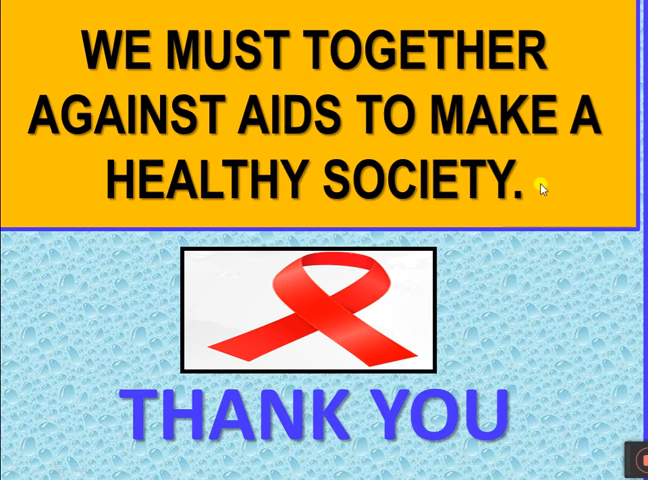 WE MUST TOGETHER
AGAINST AIDS TO MAKE A
HEALTHY SOCIETY.
THANK YOU